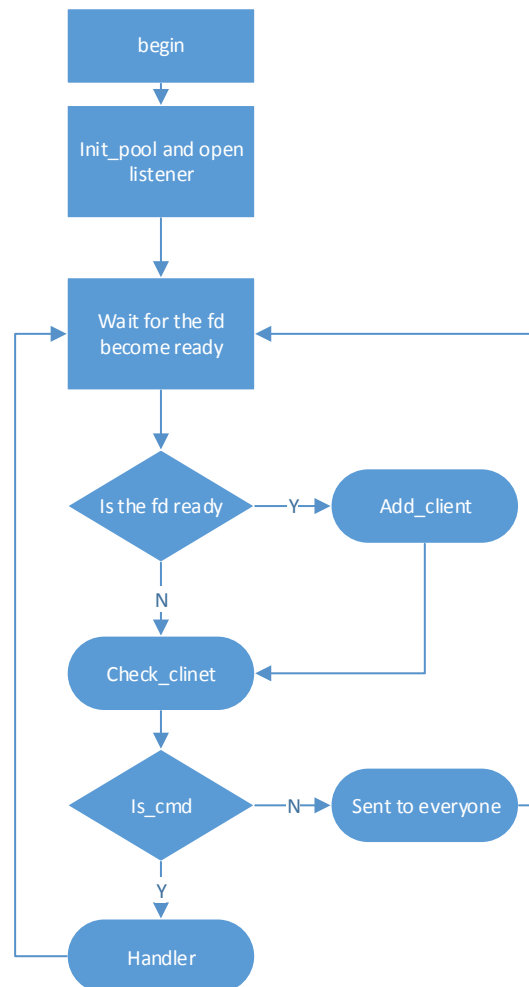 begin
Init_pool and open
listener
Wait for the fd
become ready
Is the fd ready
Y
Add_client
N
Check_clinet
Is_cmd
N
Sent to everyone
Y
Handler